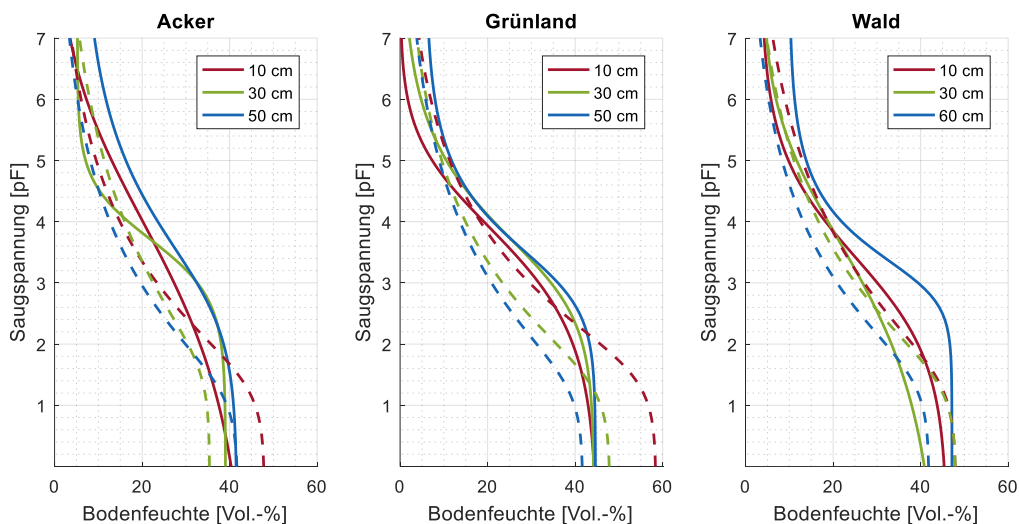 Acker
7
6
5
4
3
2
1
Saugspannung [pF]
10 cm
30 cm
50 cm
0
20
40
60
Bodenfeuchte [Vol.-%]
Grünland
7
6
5
4
3
2
1
Saugspannung [pF]
10 cm
30 cm
50 cm
0
20
40
60
Bodenfeuchte [Vol.-%]
Wald
7
6
5
4
3
2
1
Saugspannung [pF]
10 cm
30 cm
60 cm
0
20
40
60
Bodenfeuchte [Vol.-%]